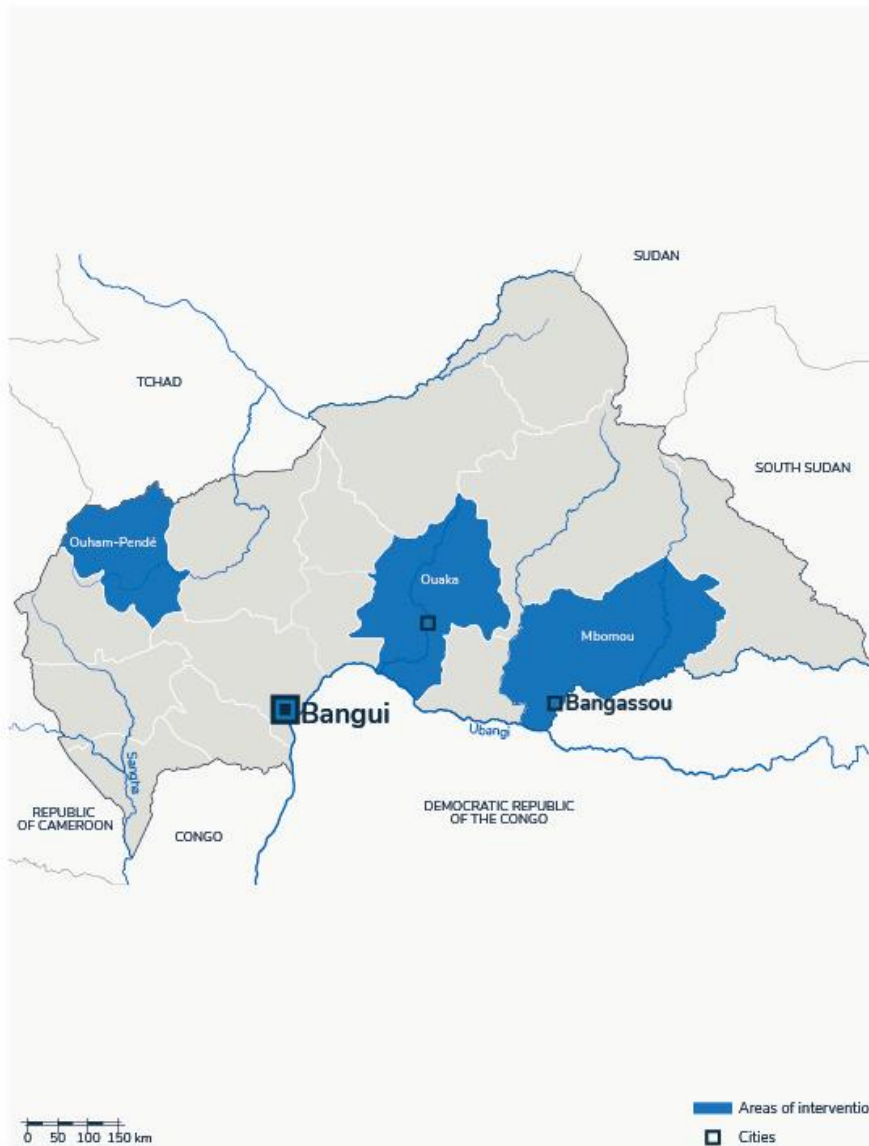 SUDAN
TCHAD
SOUTH SUDAN
Ouham-Pendé
Ouaka
Mbomou
Bangui
Bangassou
Ubangi
Sangha
REPUBLIC
OF CAMEROON
CONGO
DEMOCRATIC REPUBLIC
OF THE CONGO
0 50 100 150 km
Areas of interventio
Cities